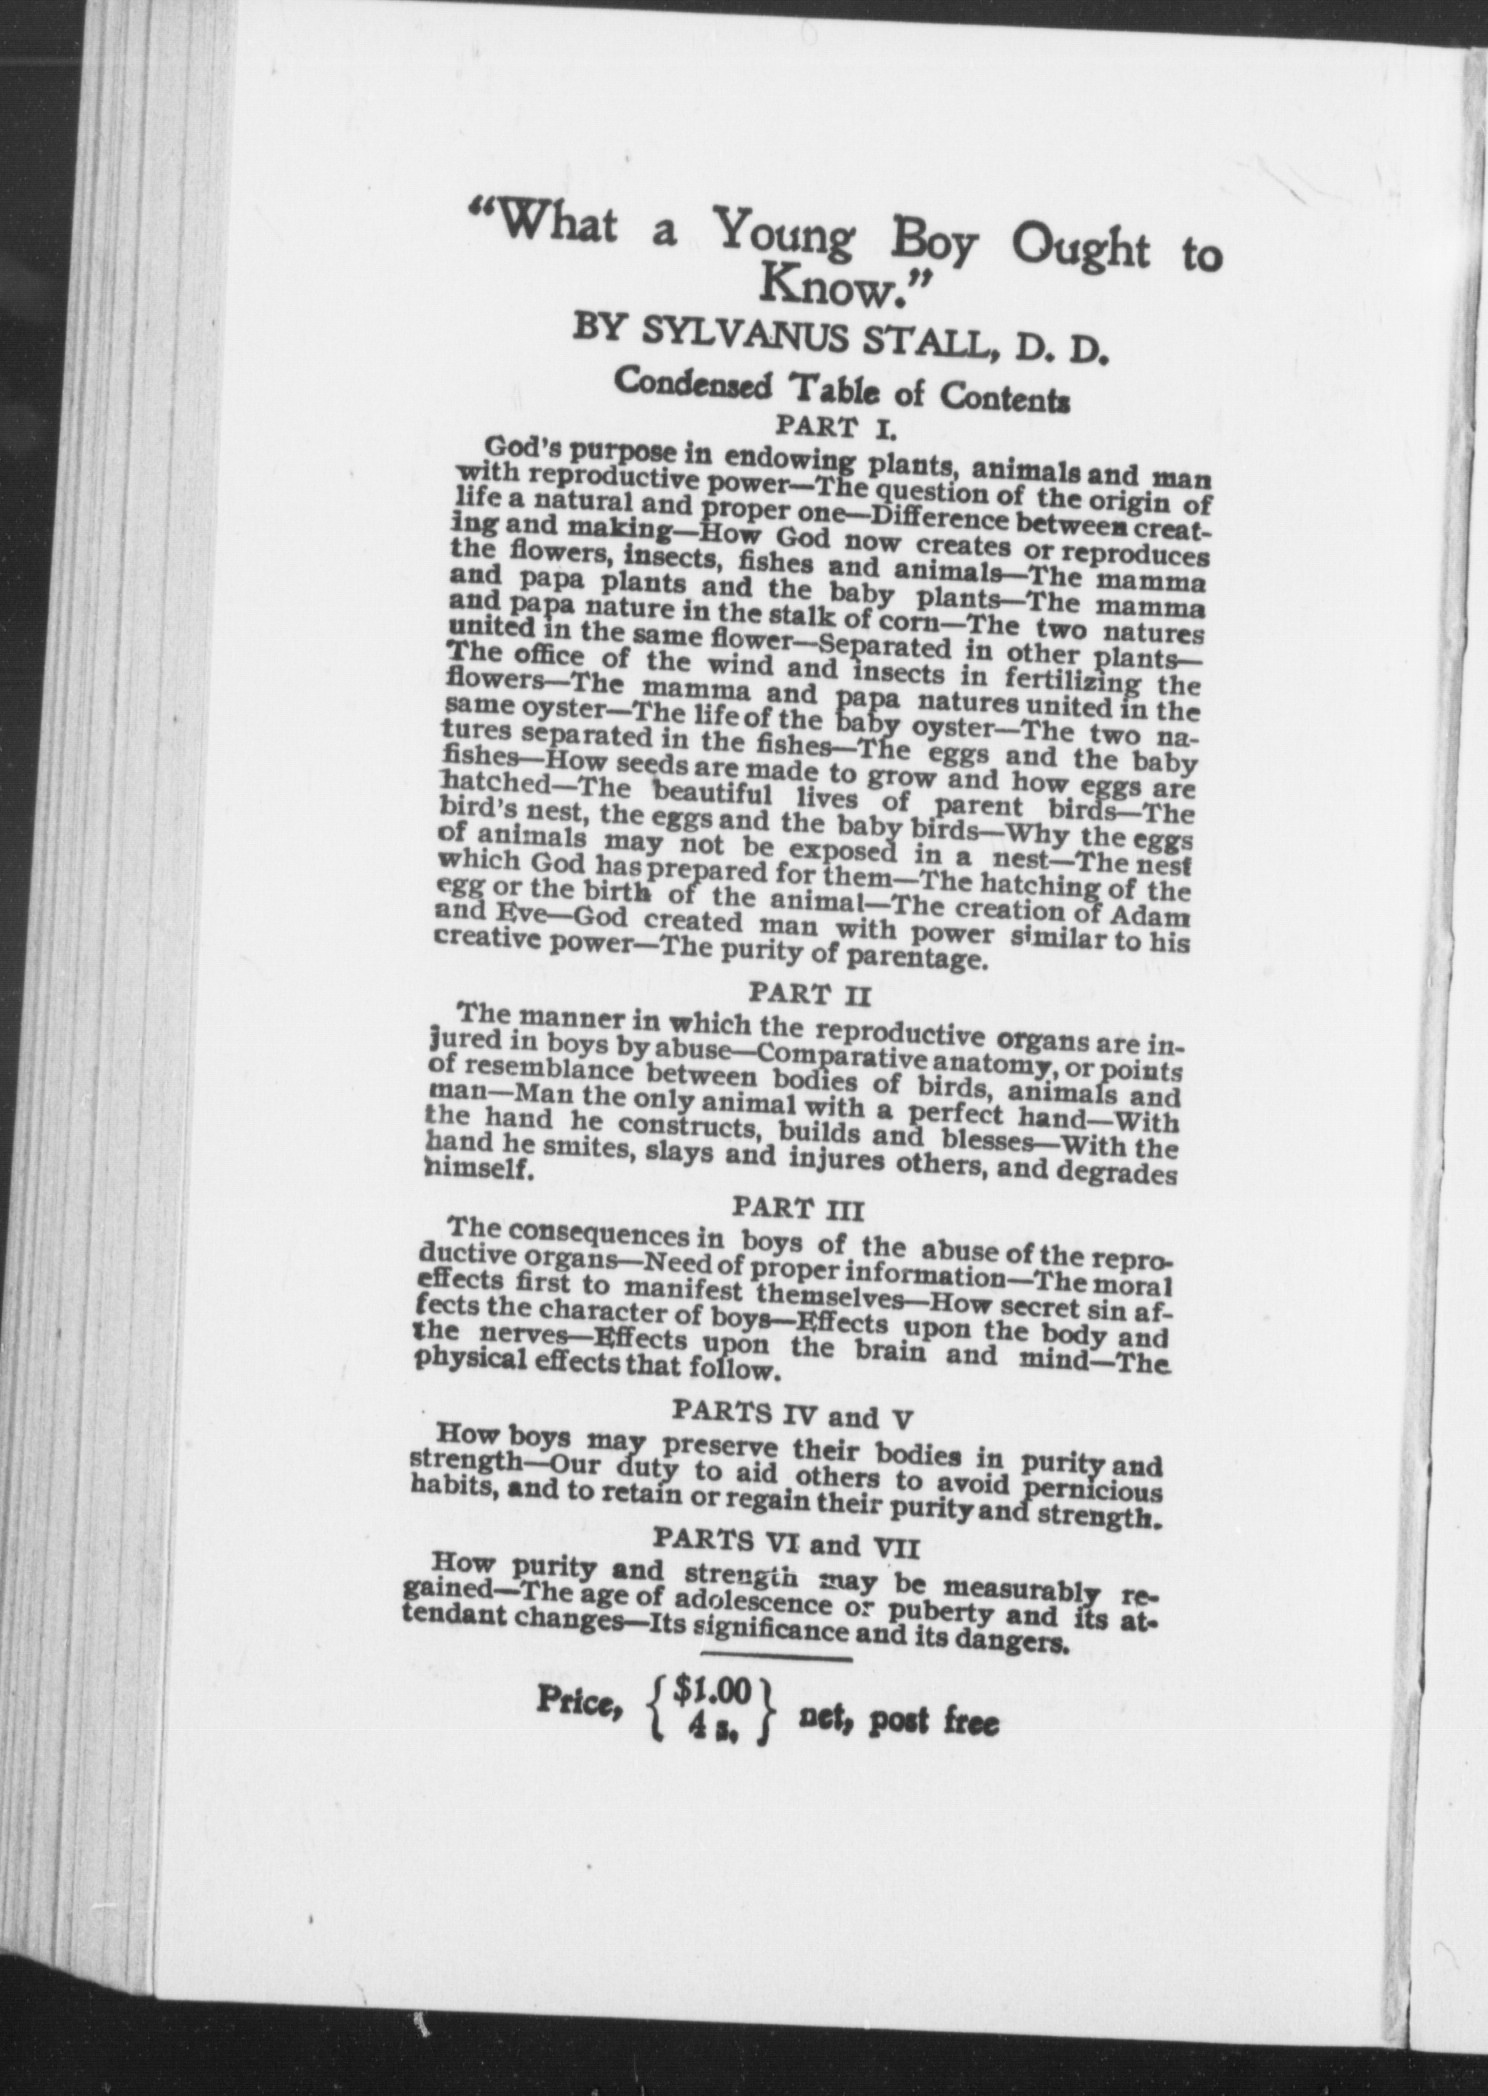 “What a Young Boy Ought to
Know.”
BY SYLVANUS STALL, D. D.
Condensed Table of Contents
PART I.
God's purpose in endowing plants, animals and man
with reproductive power—The question of the origin of
life a natural and proper one—Difference between creat-
ing and making—How God now creates or reproduces
the flowers, insects, fishes and animals—The mamma
and papa plants and the baby plants—The mamma
and papa nature in the stalk of corn—The two natures
united in the same flower—Separated in other plants—
The office of the wind and insects in fertilizing the
flowers—The mamma and papa natures united in the
same oyster—The life of the baby oyster—The two na-
tures separated in the fishes—The eggs and the baby
fishes—How seeds are made to grow and how eggs are
hatched—The beautiful lives of parent birds—The
bird's nest, the eggs and the baby birds—Why the eggs
of animals may not be exposed in a nest—The nest
which God has prepared for them—The hatching of the
egg or the birth of the animal—The creation of Adam
and Eve—God created man with power similar to his
creative power—The purity of parentage.
PART II
The manner in which the reproductive organs are in-
jured in boys by abuse—Comparative anatomy, or points
of resemblance between bodies of birds, animals and
man—Man the only animal with a perfect hand—With
the hand he constructs, builds and blesses—With the
hand he smites, slays and injures others, and degrades
himself.
PART III
The consequences in boys of the abuse of the repro-
ductive organs—Need of proper information—The moral
effects first to manifest themselves—How secret sin af-
fects the character of boys—Effects upon the body and
the nerves—Effects upon the brain and mind—The
physical effects that follow.
PARTS IV and V
How boys may preserve their bodies in purity and
strength—Our duty to aid others to avoid pernicious
habits, and to retain or regain their purity and strength.
PARTS VI and VII
How purity and strength may be measurably re-
gained—The age of adolescence or puberty and its at-
tendant changes—Its significance and its dangers.
Price, { $1.00 4 s. } net, post free